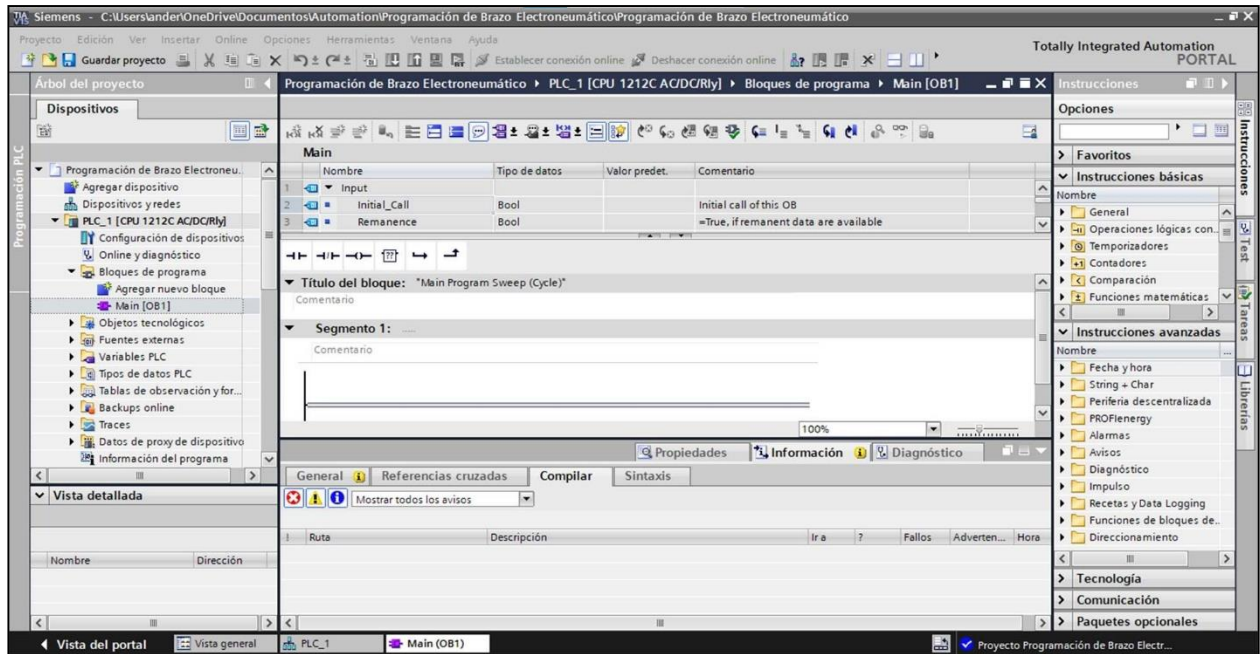 Siemens - C:\Users\ander\OneDrive\Documentos\Automation\Programación de Brazo Electroneumático\Programación de Brazo Electroneumático
Proyecto Edición Ver Insertar Online Opciones Herramientas Ventana Ayuda
Guardar proyecto
Establecer conexión online
Deshacer conexión online
Totally Integrated Automation
PORTAL
Programación PLC
Árbol del proyecto
Dispositivos
Programación de Brazo Electroneu..
Agregar dispositivo
Dispositivos y redes
PLC_1 [CPU 1212C AC/DC/Rly]
Configuración de dispositivos
Online y diagnóstico
Bloques de programa
Agregar nuevo bloque
Main [OB1]
Objetos tecnológicos
Fuentes externas
Variables PLC
Tipos de datos PLC
Tablas de observación y for...
Backups online
Traces
Datos de proxy de dispositivo
Información del programa
Vista detallada
Nombre Dirección
Programación de Brazo Electroneumático PLC_1 [CPU 1212C AC/DC/Rly] Bloques de programa Main [OB1]
Main
Nombre Tipo de datos Valor predet. Comentario
1 Input
2 Initial_Call Bool Initial call of this OB
3 Remanence Bool =True, if remanent data are available
Título del bloque: "Main Program Sweep (Cycle)"
Comentario
Segmento 1: .....
Comentario
100%
Propiedades Información Diagnóstico
General Referencias cruzadas Compilar Sintaxis
Mostrar todos los avisos
! Ruta Descripción Ir a ? Fallos Adverten... Hora
Instrucciones
Opciones
Favoritos
Instrucciones básicas
Nombre
General
Operaciones lógicas con..
Temporizadores
Contadores
Comparación
Funciones matemáticas
Instrucciones avanzadas
Nombre ...
Fecha y hora
String + Char
Periferia descentralizada
PROFIenergy
Alarmas
Avisos
Diagnóstico
Impulso
Recetas y Data Logging
Funciones de bloques de..
Direccionamiento
Tecnología
Comunicación
Paquetes opcionales
Instrucciones
Test
Tareas
Librerías
Vista del portal Vista general PLC_1 Main (OB1) Proyecto Programación de Brazo Electr...